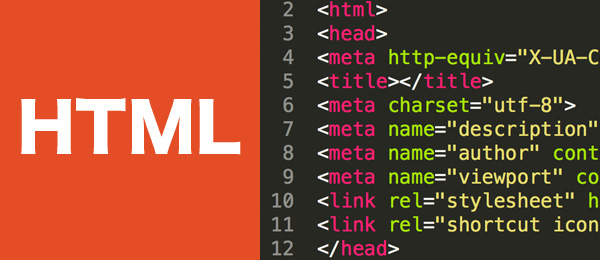 HTML
2 <html>
3 <head>
4 <meta http-equiv="X-UA-C
5 <title></title>
6 <meta charset="utf-8">
7 <meta name="description"
8 <meta name="author" cont
9 <meta name="viewport" co
10 <link rel="stylesheet" h
11 <link rel="shortcut icon
12 </head>